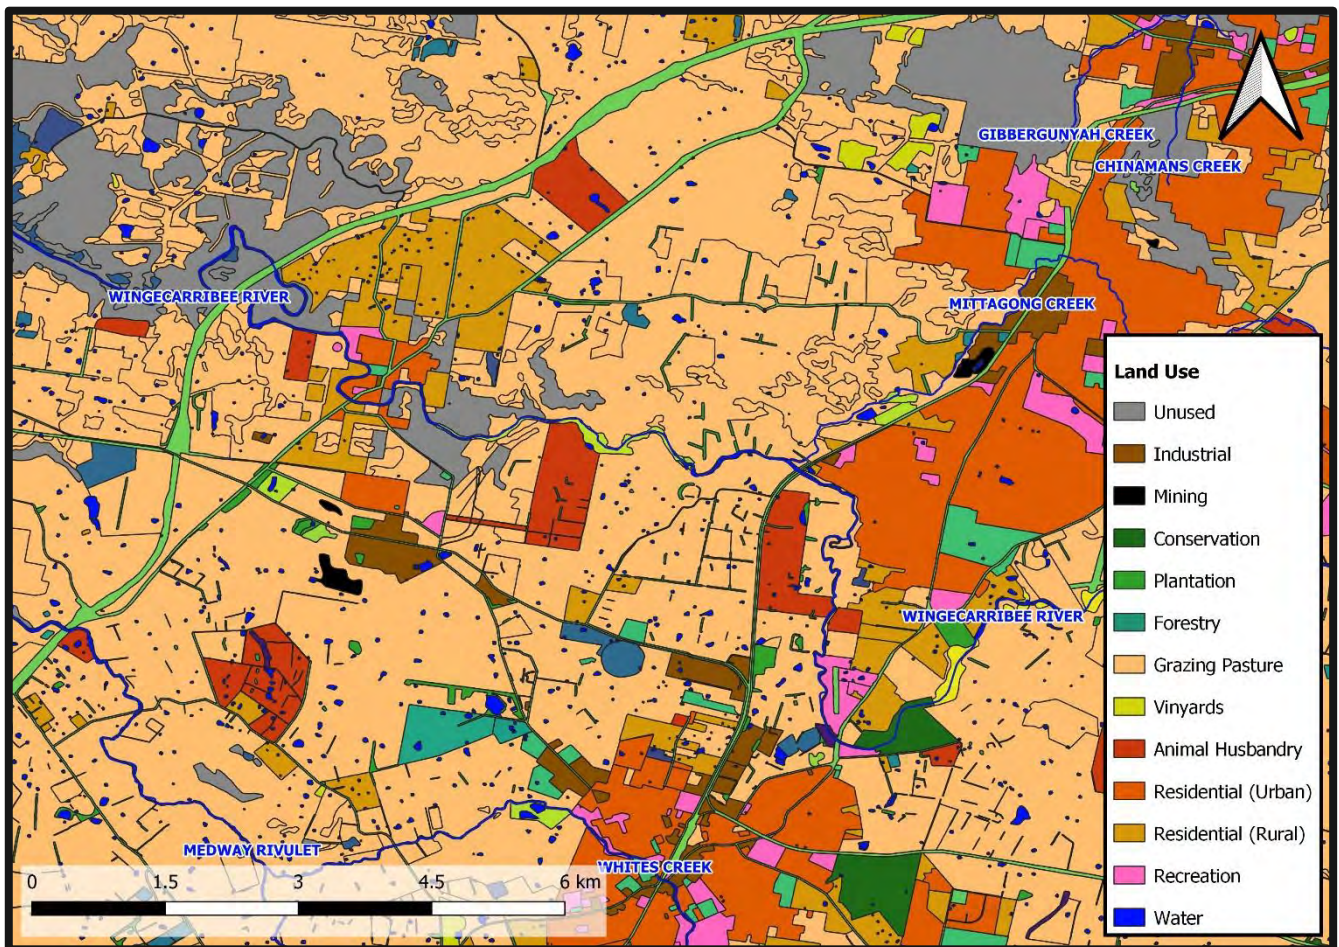 GIBBERGUNYAH CREEK
CHINAMANS CREEK
WINGECARRIBEE RIVER
MITTAGONG CREEK
Land Use
Unused
Industrial
Mining
Conservation
Plantation
Forestry
Grazing Pasture
Vinyards
Animal Husbandry
Residential (Urban)
Residential (Rural)
Recreation
Water
WINGECARRIBEE RIVER
MEDWAY RIVULET
WHITES CREEK
0 1.5 3 4.5 6 km